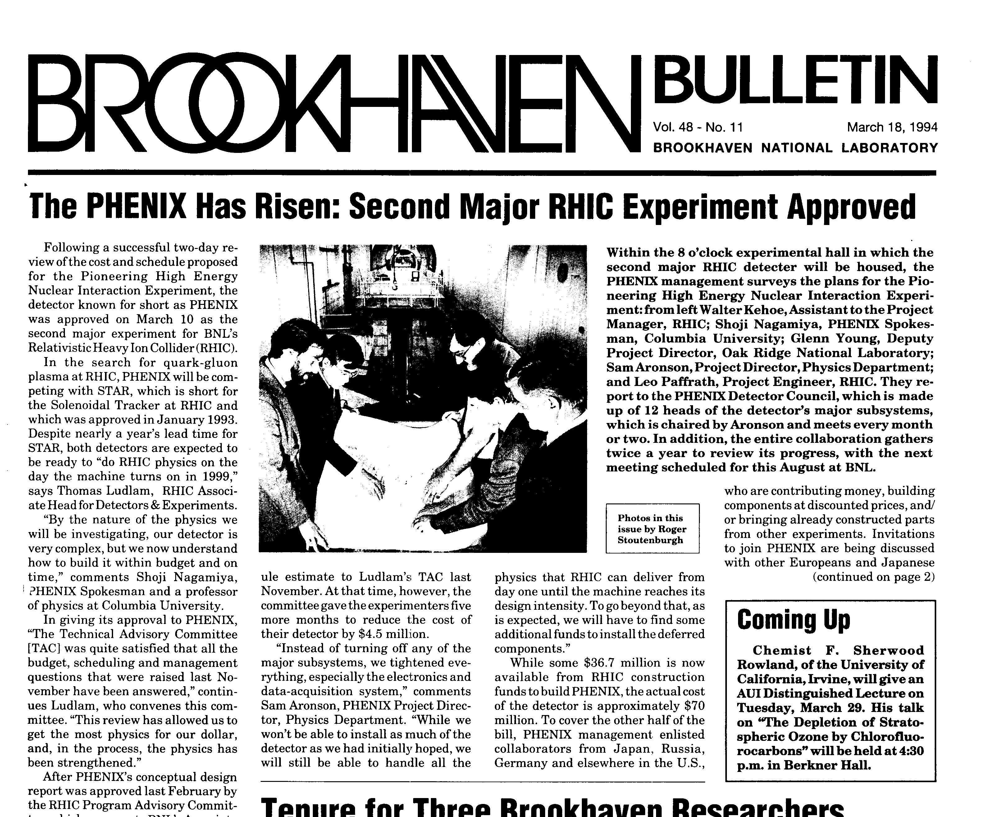 BROOKHAVEN BULLETIN
Vol. 48 - No. 11 March 18, 1994
BROOKHAVEN NATIONAL LABORATORY
The PHENIX Has Risen: Second Major RHIC Experiment Approved
Following a successful two-day re-
view of the cost and schedule proposed
for the Pioneering High Energy
Nuclear Interaction Experiment, the
detector known for short as PHENIX
was approved on March 10 as the
second major experiment for BNL's
Relativistic Heavy Ion Collider (RHIC).
In the search for quark-gluon
plasma at RHIC, PHENIX will be com-
peting with STAR, which is short for
the Solenoidal Tracker at RHIC and
which was approved in January 1993.
Despite nearly a year's lead time for
STAR, both detectors are expected to
be ready to “do RHIC physics on the
day the machine turns on in 1999,”
says Thomas Ludlam, RHIC Associ-
ate Head for Detectors & Experiments.
“By the nature of the physics we
will be investigating, our detector is
very complex, but we now understand
how to build it within budget and on
time,” comments Shoji Nagamiya,
PHENIX Spokesman and a professor
of physics at Columbia University.
In giving its approval to PHENIX,
“The Technical Advisory Committee
[TAC] was quite satisfied that all the
budget, scheduling and management
questions that were raised last No-
vember have been answered,” contin-
ues Ludlam, who convenes this com-
mittee. “This review has allowed us to
get the most physics for our dollar,
and, in the process, the physics has
been strengthened.”
After PHENIX's conceptual design
report was approved last February by
the RHIC Program Advisory Commit-
Within the 8 o'clock experimental hall in which the
second major RHIC detecter will be housed, the
PHENIX management surveys the plans for the Pio-
neering High Energy Nuclear Interaction Experi-
ment: from left Walter Kehoe, Assistant to the Project
Manager, RHIC; Shoji Nagamiya, PHENIX Spokes-
man, Columbia University; Glenn Young, Deputy
Project Director, Oak Ridge National Laboratory;
Sam Aronson, Project Director, Physics Department;
and Leo Paffrath, Project Engineer, RHIC. They re-
port to the PHENIX Detector Council, which is made
up of 12 heads of the detector's major subsystems,
which is chaired by Aronson and meets every month
or two. In addition, the entire collaboration gathers
twice a year to review its progress, with the next
meeting scheduled for this August at BNL.
Photos in this
issue by Roger
Stoutenburgh
ule estimate to Ludlam's TAC last
November. At that time, however, the
committee gave the experimenters five
more months to reduce the cost of
their detector by $4.5 million.
“Instead of turning off any of the
major subsystems, we tightened eve-
rything, especially the electronics and
data-acquisition system,” comments
Sam Aronson, PHENIX Project Direc-
tor, Physics Department. “While we
won't be able to install as much of the
detector as we had initially hoped, we
will still be able to handle all the
physics that RHIC can deliver from
day one until the machine reaches its
design intensity. To go beyond that, as
is expected, we will have to find some
additional funds to install the deferred
components.”
While some $36.7 million is now
available from RHIC construction
funds to build PHENIX, the actual cost
of the detector is approximately $70
million. To cover the other half of the
bill, PHENIX management enlisted
collaborators from Japan, Russia,
Germany and elsewhere in the U.S.,
who are contributing money, building
components at discounted prices, and/
or bringing already constructed parts
from other experiments. Invitations
to join PHENIX are being discussed
with other Europeans and Japanese
(continued on page 2)
Coming Up
Chemist F. Sherwood
Rowland, of the University of
California, Irvine, will give an
AUI Distinguished Lecture on
Tuesday, March 29. His talk
on “The Depletion of Strato-
spheric Ozone by Chlorofluo-
rocarbons” will be held at 4:30
p.m. in Berkner Hall.
Tenure for Three Brookhaven Researchers